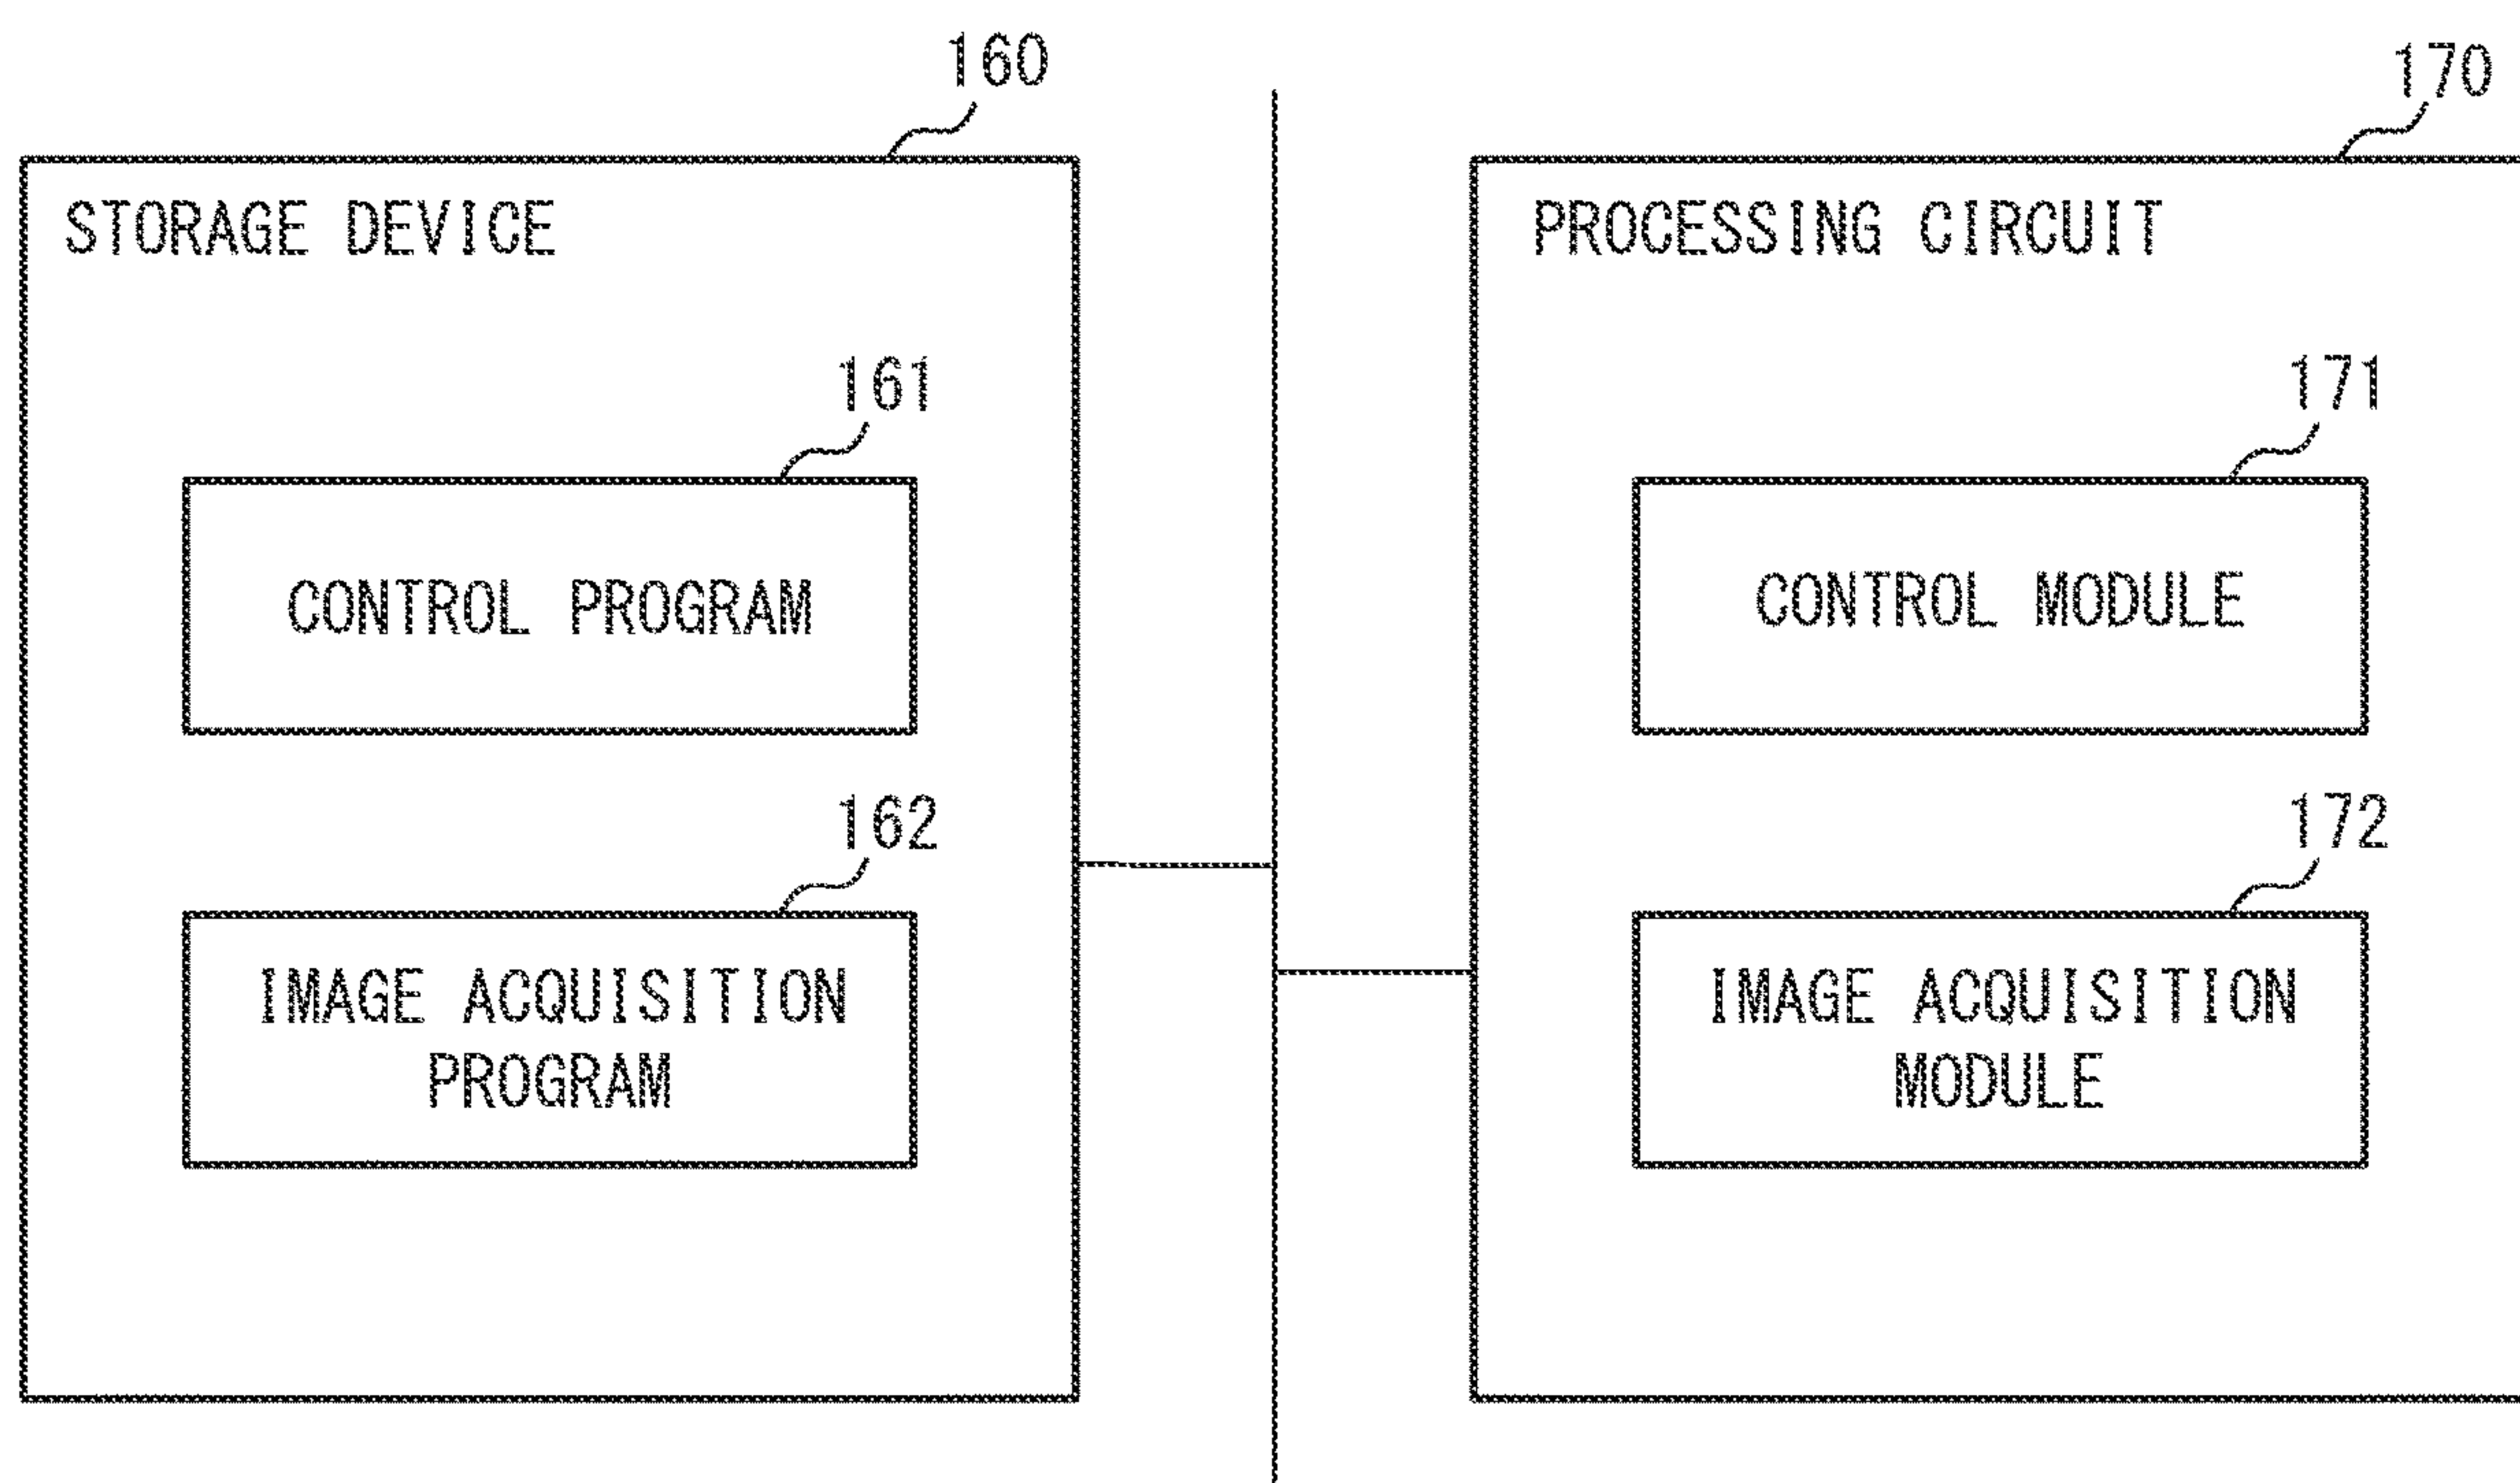 160
STORAGE DEVICE
161
CONTROL PROGRAM
162
IMAGE ACQUISITION
PROGRAM
170
PROCESSING CIRCUIT
171
CONTROL MODULE
172
IMAGE ACQUISITION
MODULE